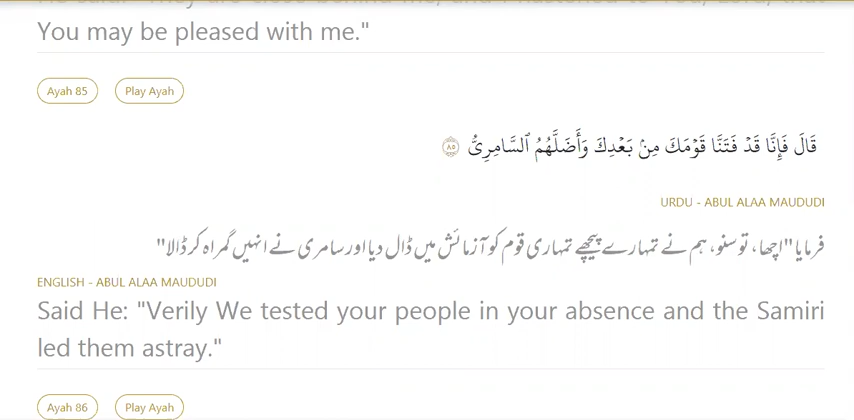 You may be pleased with me."
Ayah 85 Play Ayah
قَالَ فَإِنَّا قَدْ فَتَنَّا قَوْمَكَ مِنۢ بَعْدِكَ وَأَضَلَّهُمُ ٱلسَّامِرِىُّ ٨٥
URDU - ABUL ALAA MAUDUDI
فرمایا "اچھا، تو سنو، ہم نے تمہارے پیچھے تمہاری قوم کو آزمائش میں ڈال دیا اور سامری نے انہیں گمراہ کر ڈالا"
ENGLISH - ABUL ALAA MAUDUDI
Said He: "Verily We tested your people in your absence and the Samiri
led them astray."
Ayah 86 Play Ayah